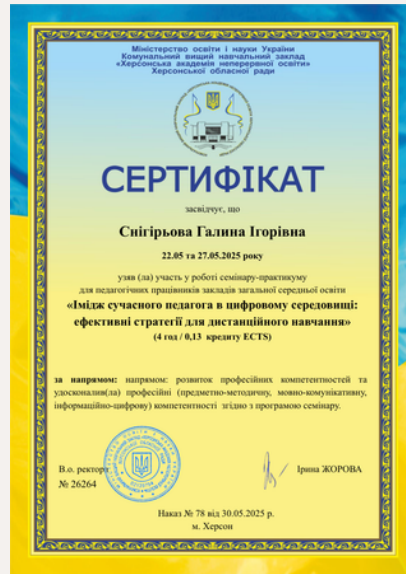 Міністерство освіти і науки України
Комунальний вищий навчальний заклад
«Херсонська академія неперервної освіти»
Херсонської обласної ради
СЕРТИФІКАТ
засвідчує, що
Снігірьова Галина Ігорівна
22.05 та 27.05.2025 року
узяв (ла) участь у роботі семінару-практикуму
для педагогічних працівників закладів загальної середньої освіти
«Імідж сучасного педагога в цифровому середовищі:
ефективні стратегії для дистанційного навчання»
(4 год / 0,13 кредиту ECTS)
за напрямом: напрямом: розвиток професійних компетентностей та
удосконалив(ла) професійні (предметно-методичну, мовно-комунікативну,
інформаційно-цифрову) компетентності згідно з програмою семінару.
В.о. ректора
Ірина ЖОРОВА
№ 26264
Наказ № 78 від 30.05.2025 р.
м. Херсон